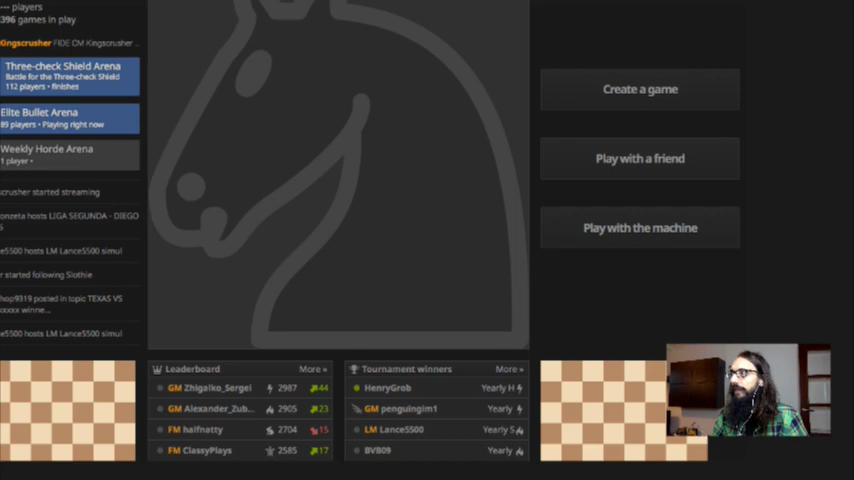 --- players
396 games in play
Kingscrusher FIDE CM Kingscrusher ..
Three-check Shield Arena
Battle for the Three-check Shield
112 players • finishes
Elite Bullet Arena
89 players • Playing right now
Weekly Horde Arena
1 player •
crusher started streaming
onzeta hosts LIGA SEGUNDA - DIEGO
S
e5500 hosts LM Lance5500 simul
r started following Slothie
hop9319 posted in topic TEXAS VS
xxxxx winne...
e5500 hosts LM Lance5500 simul
Create a game
Play with a friend
Play with the machine
Leaderboard More »
GM Zhigalko_Sergei 2987 44
GM Alexander_Zub... 2905 23
FM halfnatty 2704 15
FM ClassyPlays 2585 17
Tournament winners More »
HenryGrob Yearly H
GM penguingim1 Yearly
LM Lance5500 Yearly S
BVB09 Yearly